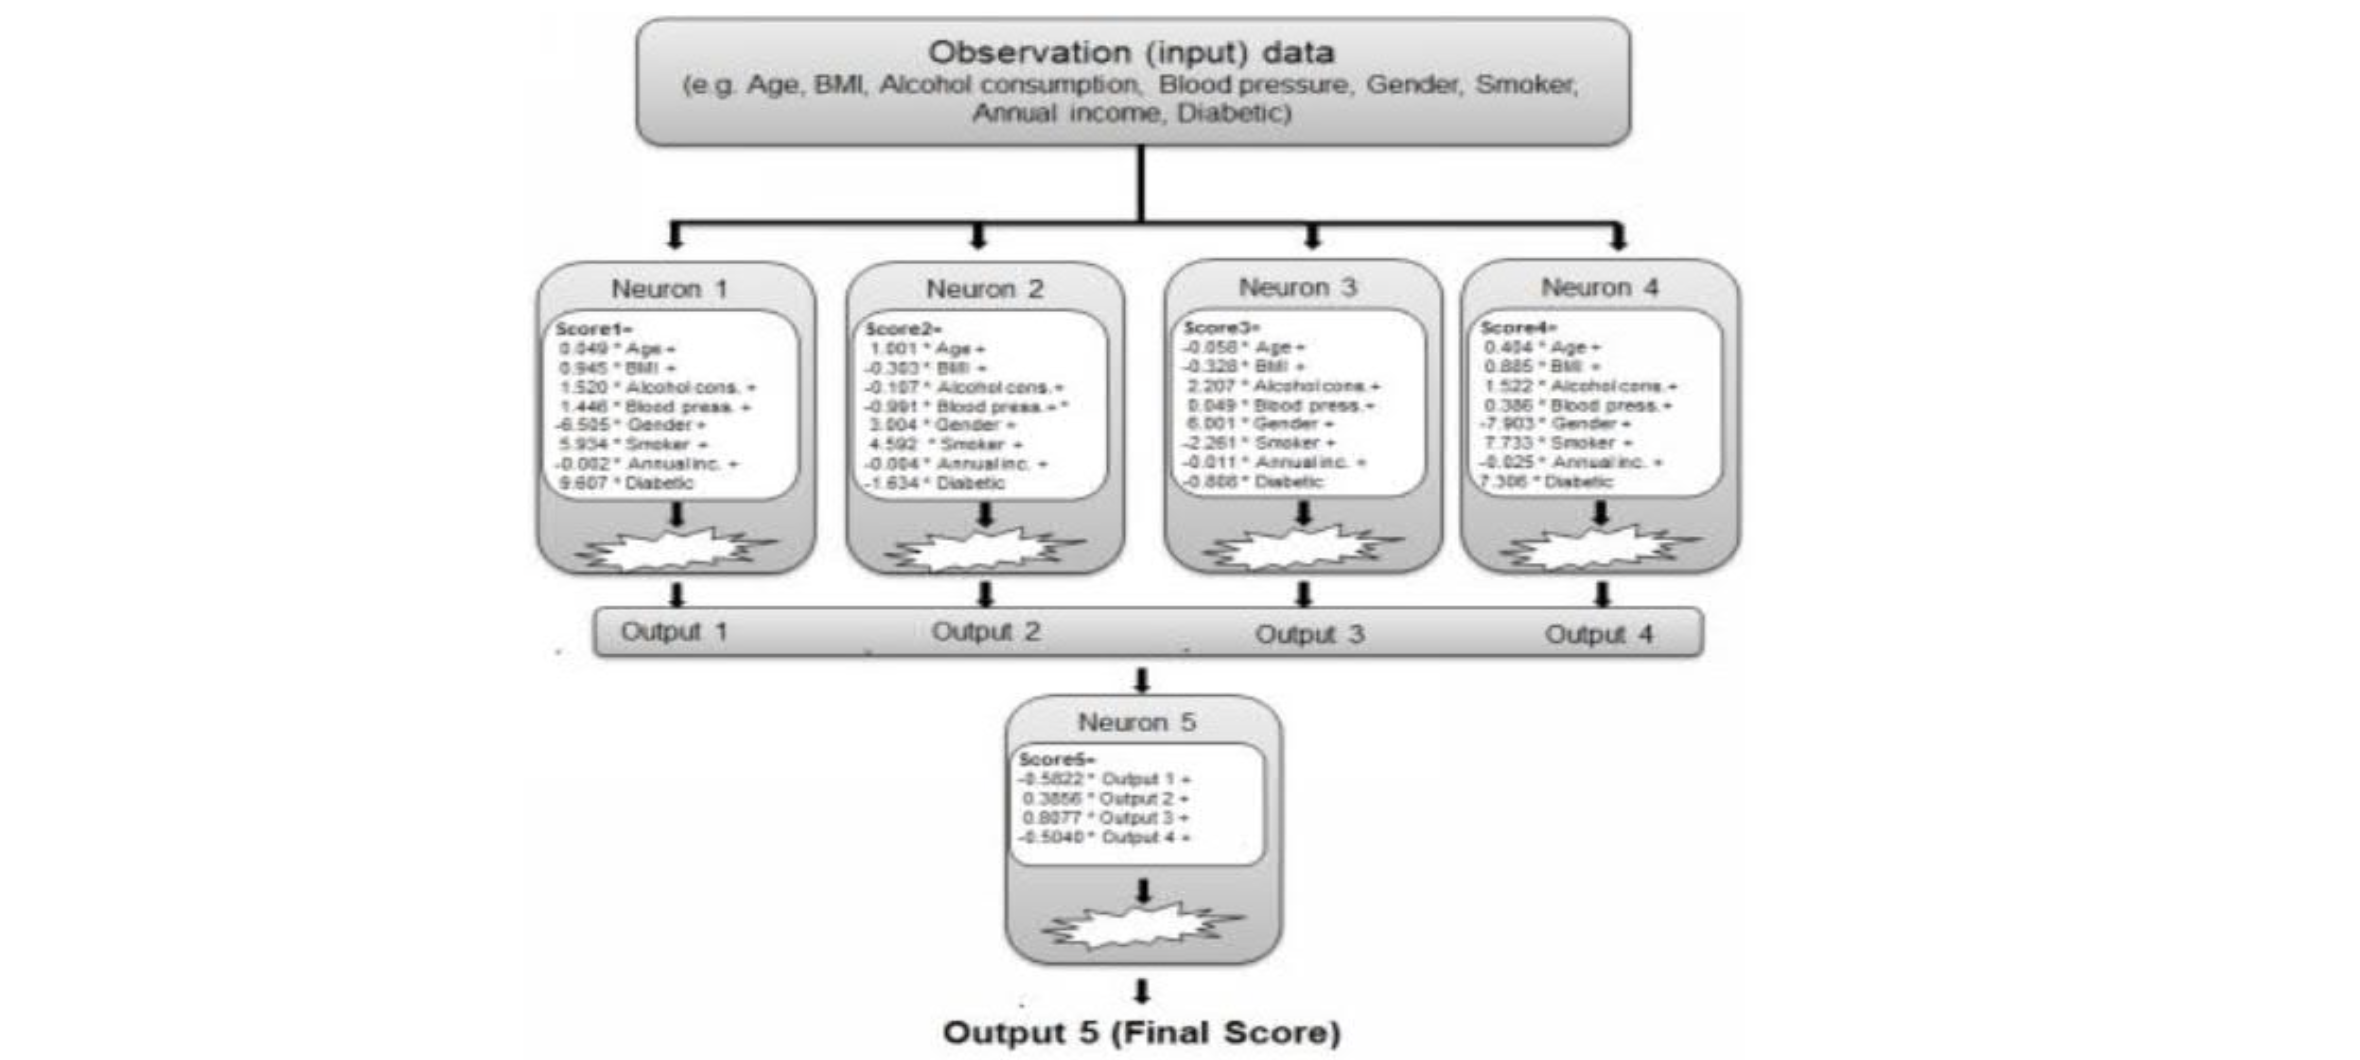 Observation (input) data
(e.g. Age, BMI, Alcohol consumption, Blood pressure, Gender, Smoker,
Annual income, Diabetic)
Neuron 1
Score1=
0.049 * Age +
0.945 * BMI +
1.520 * Alcohol cons. +
1.446 * Blood press. +
-6.505 * Gender +
5.934 * Smoker +
-0.002 * Annual inc. +
9.607 * Diabetic
Neuron 2
Score2=
1.001 * Age +
-0.303 * BMI +
-0.107 * Alcohol cons. +
-0.991 * Blood press. + *
3.004 * Gender +
4.592 * Smoker +
-0.004 * Annual inc. +
-1.634 * Diabetic
Neuron 3
Score3=
-0.058 * Age +
-0.328 * BMI +
2.207 * Alcohol cons. +
0.049 * Blood press. +
6.001 * Gender +
-2.261 * Smoker +
-0.011 * Annual inc. +
-0.808 * Diabetic
Neuron 4
Score4=
0.404 * Age +
0.885 * BMI +
1.522 * Alcohol cons. +
0.386 * Blood press. +
-7.903 * Gender +
7.733 * Smoker +
-0.025 * Annual inc. +
7.306 * Diabetic
Output 1
Output 2
Output 3
Output 4
Neuron 5
Score5=
-0.5822 * Output 1 +
0.3856 * Output 2 +
0.8077 * Output 3 +
-0.5040 * Output 4 +
Output 5 (Final Score)